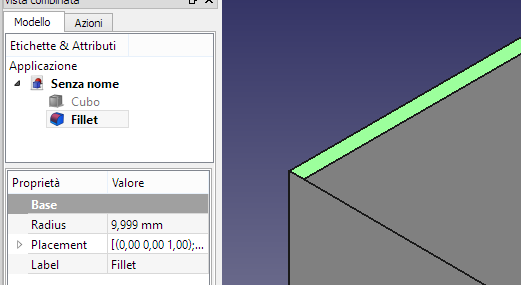 Vista combinata
Modello
Azioni
Etichette & Attributi
Applicazione
Senza nome
Cubo
Fillet
Proprietà Valore
Base
Radius 9,999 mm
Placement [(0,00 0,00 1,00);...
Label Fillet